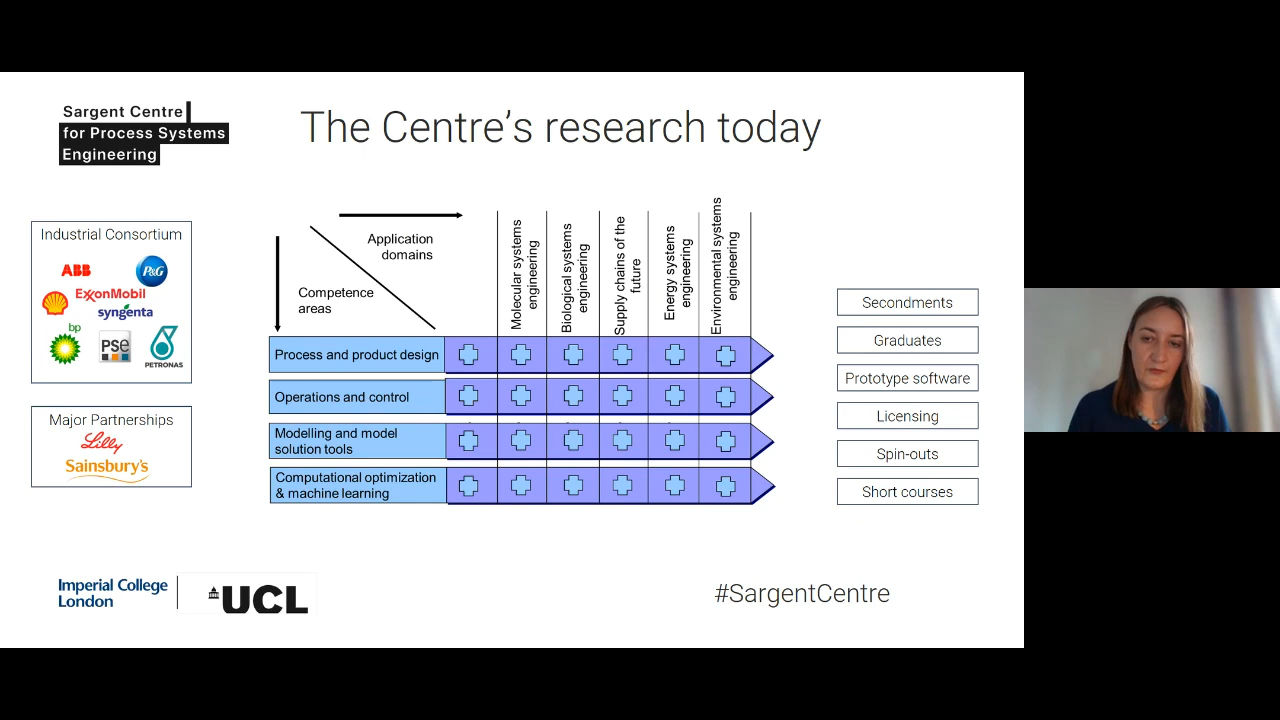 Sargent Centre
for Process Systems
Engineering
The Centre's research today
Industrial Consortium
ABB
P&G
ExxonMobil
syngenta
bp
PSE
PETRONAS
Major Partnerships
Lilly
Sainsbury's
Application
domains
Competence
areas
Molecular systems
engineering
Biological systems
engineering
Supply chains of the
future
Energy systems
engineering
Environmental systems
engineering
Process and product design
Operations and control
Modelling and model
solution tools
Computational optimization
& machine learning
Secondments
Graduates
Prototype software
Licensing
Spin-outs
Short courses
Imperial College
London
UCL
#SargentCentre